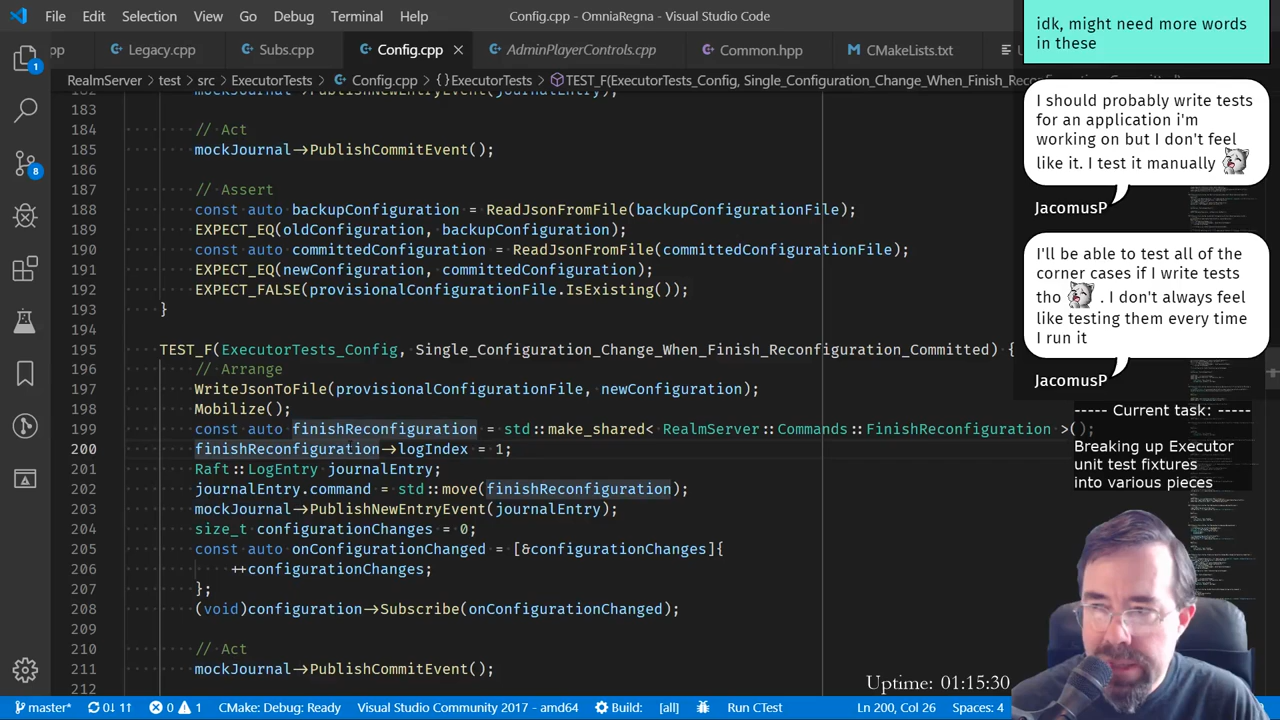 File Edit Selection View Go Debug Terminal Help Config.cpp - OmniaRegna - Visual Studio Code
pp Legacy.cpp Subs.cpp Config.cpp AdminPlayerControls.cpp Common.hpp CMakeLists.txt
RealmServer > test > src > ExecutorTests > Config.cpp > {} ExecutorTests > TEST_F(ExecutorTests_Config, Single_Configuration_Change_When_Finish_Reco
182 mockJournal->PublishNewEntryEvent(journalEntry);
183
184 // Act
185 mockJournal->PublishCommitEvent();
186
187 // Assert
188 const auto backupConfiguration = ReadJsonFromFile(backupConfigurationFile);
189 EXPECT_EQ(oldConfiguration, backupConfiguration);
190 const auto committedConfiguration = ReadJsonFromFile(committedConfigurationFile);
191 EXPECT_EQ(newConfiguration, committedConfiguration);
192 EXPECT_FALSE(provisionalConfigurationFile.IsExisting());
193 }
194
195 TEST_F(ExecutorTests_Config, Single_Configuration_Change_When_Finish_Reconfiguration_Committed) {
196 // Arrange
197 WriteJsonToFile(provisionalConfigurationFile, newConfiguration);
198 Mobilize();
199 const auto finishReconfiguration = std::make_shared< RealmServer::Commands::FinishReconfiguration >();
200 finishReconfiguration->logIndex = 1;
201 Raft::LogEntry journalEntry;
202 journalEntry.command = std::move(finishReconfiguration);
203 mockJournal->PublishNewEntryEvent(journalEntry);
204 size_t configurationChanges = 0;
205 const auto onConfigurationChanged = [&configurationChanges]{
206 ++configurationChanges;
207 };
208 (void)configuration->Subscribe(onConfigurationChanged);
209
210 // Act
211 mockJournal->PublishCommitEvent();
212
1
8
idk, might need more words
in these
I should probably write tests
for an application i'm
working on but I don't feel
like it. I test it manually
JacomusP
I'll be able to test all of the
corner cases if I write tests
tho . I don't always feel
like testing them every time
I run it
JacomusP
----- Current task: -----
Breaking up Executor
unit test fixtures
into various pieces
Uptime: 01:15:30
master* 0↓ 1↑ 0 1 CMake: Debug: Ready Visual Studio Community 2017 - amd64 Build: [all] Run CTest Ln 200, Col 26 Spaces: 4